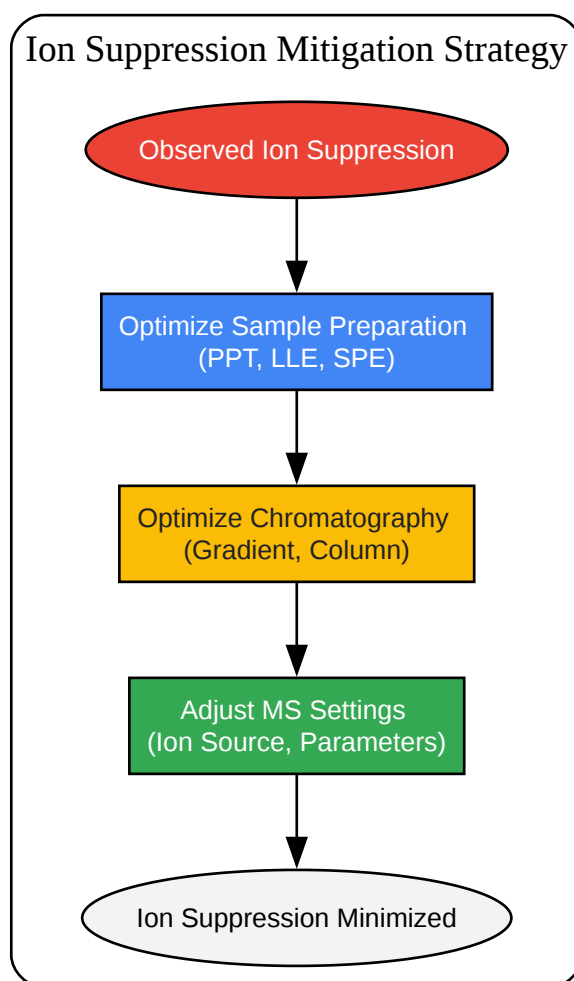 Ion Suppression Mitigation Strategy
Observed Ion Suppression
Optimize Sample Preparation
(PPT, LLE, SPE)
Optimize Chromatography
(Gradient, Column)
Adjust MS Settings
(Ion Source, Parameters)
Ion Suppression Minimized